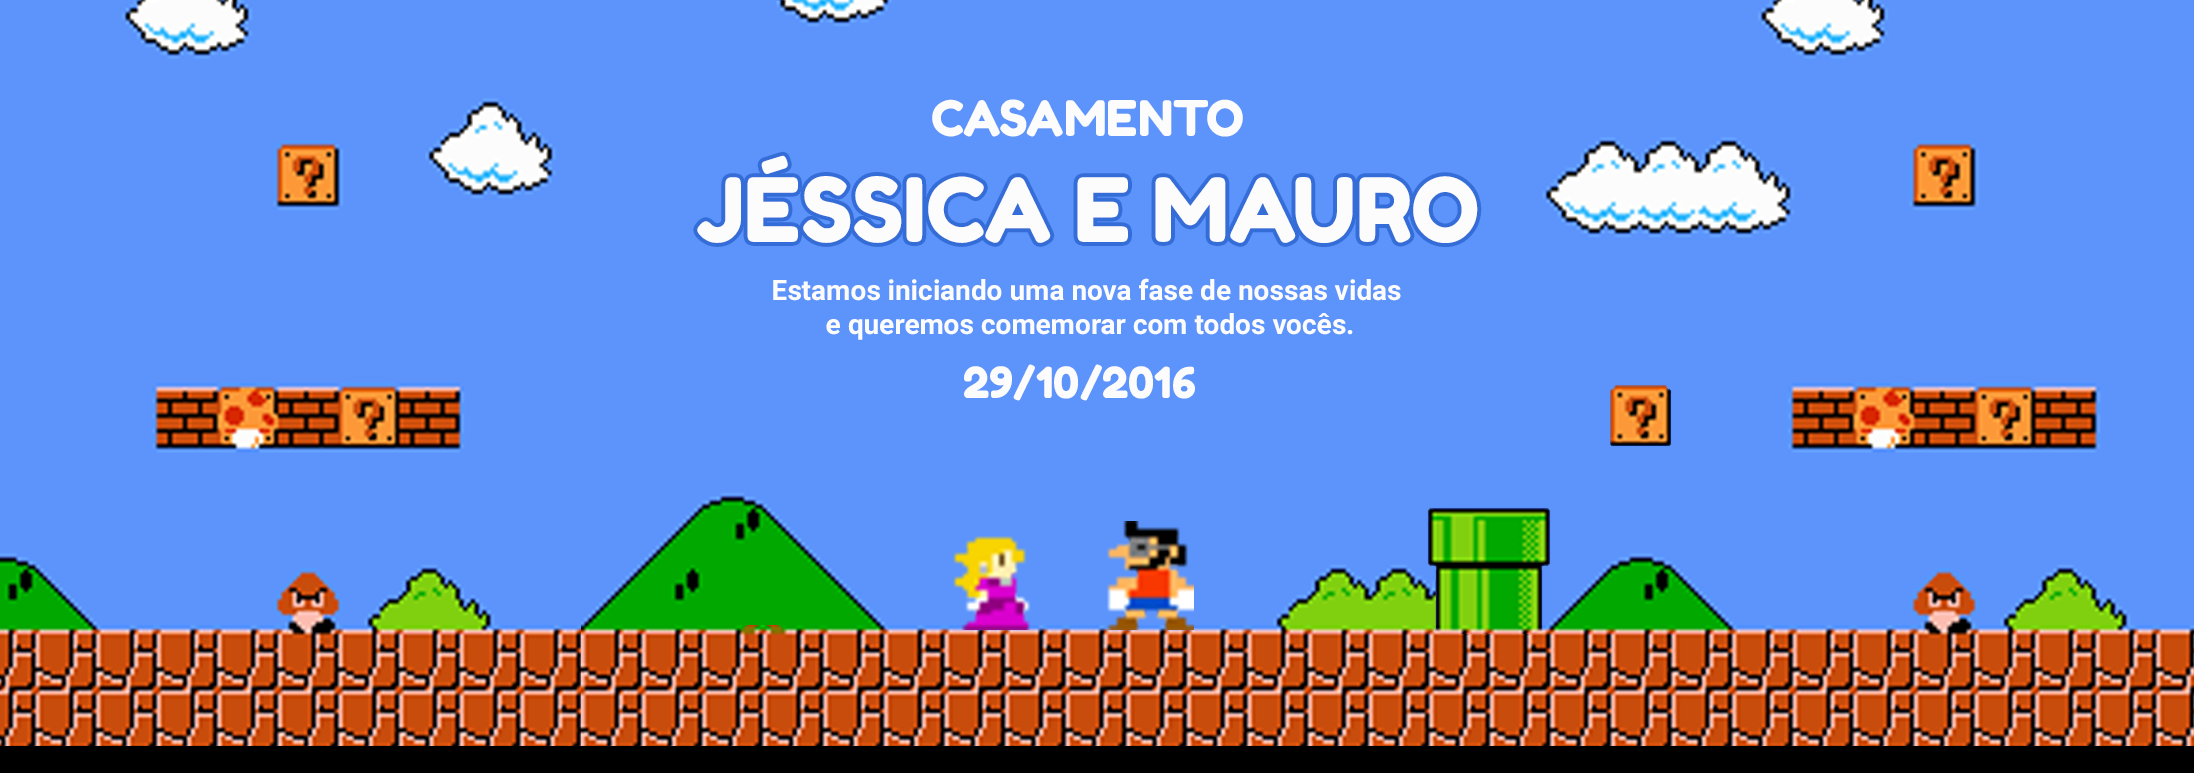 CASAMENTO
JÉSSICA E MAURO
Estamos iniciando uma nova fase de nossas vidas
e queremos comemorar com todos vocês.
29/10/2016
? ?
? ? ?